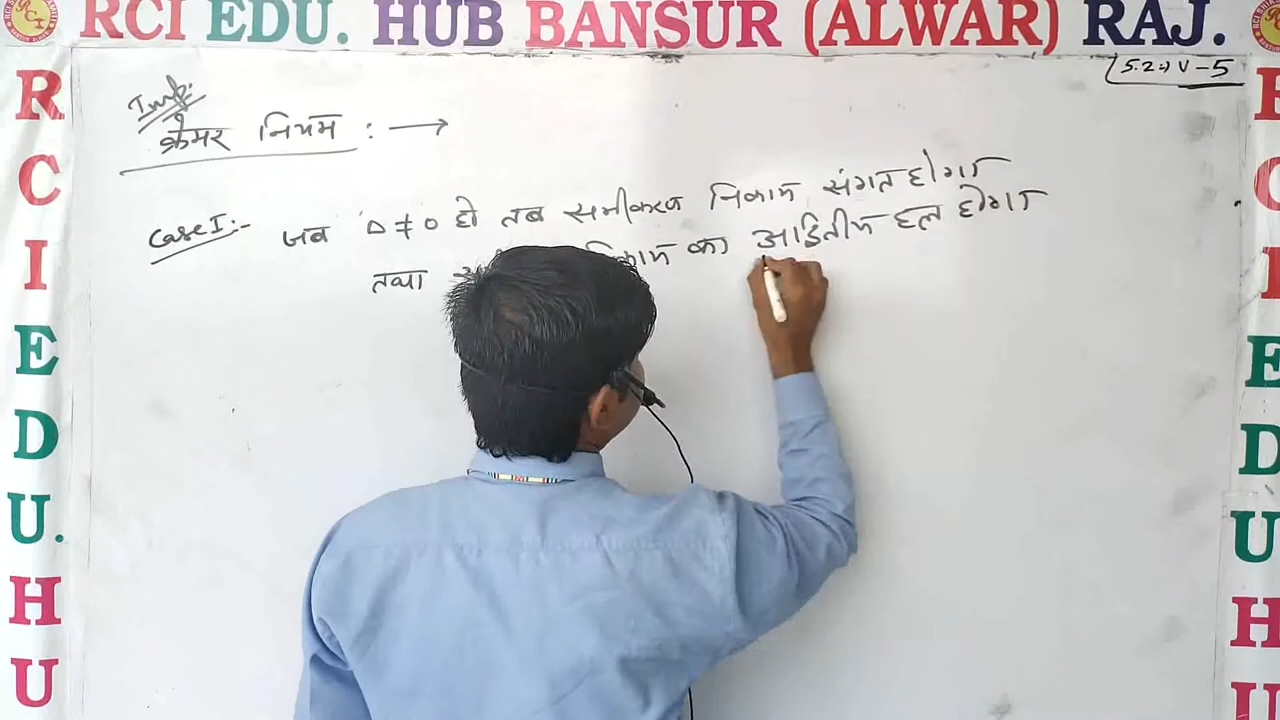 RCI EDU. HUB BANSUR (ALWAR) RAJ.
5.2 → V-5
Imp.
क्रेमर नियम : →
Case I :- जब Δ ≠ 0 हो तब समीकरण निकाय संगत होगा
तथा का अद्वितीय हल होगा
R
C
I
E
D
U.
H
U
I
E
D
U
H
U